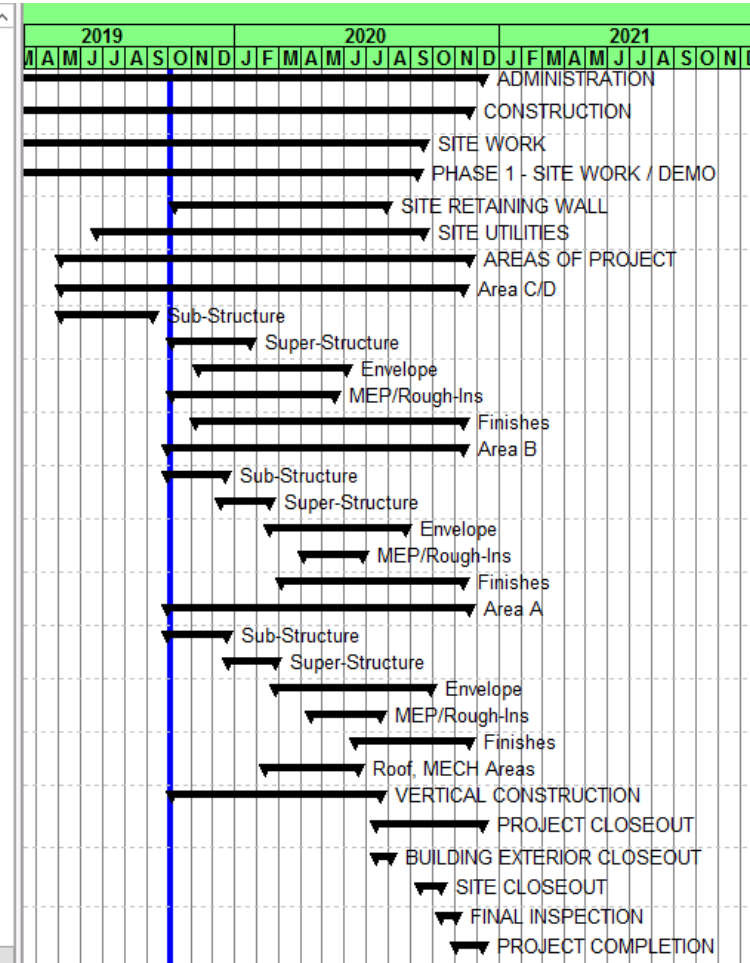 2019 2020 2021
M A M J J A S O N D J F M A M J J A S O N D J F M A M J J A S O N D
ADMINISTRATION
CONSTRUCTION
SITE WORK
PHASE 1 - SITE WORK / DEMO
SITE RETAINING WALL
SITE UTILITIES
AREAS OF PROJECT
Area C/D
Sub-Structure
Super-Structure
Envelope
MEP/Rough-Ins
Finishes
Area B
Sub-Structure
Super-Structure
Envelope
MEP/Rough-Ins
Finishes
Area A
Sub-Structure
Super-Structure
Envelope
MEP/Rough-Ins
Finishes
Roof, MECH Areas
VERTICAL CONSTRUCTION
PROJECT CLOSEOUT
BUILDING EXTERIOR CLOSEOUT
SITE CLOSEOUT
FINAL INSPECTION
PROJECT COMPLETION